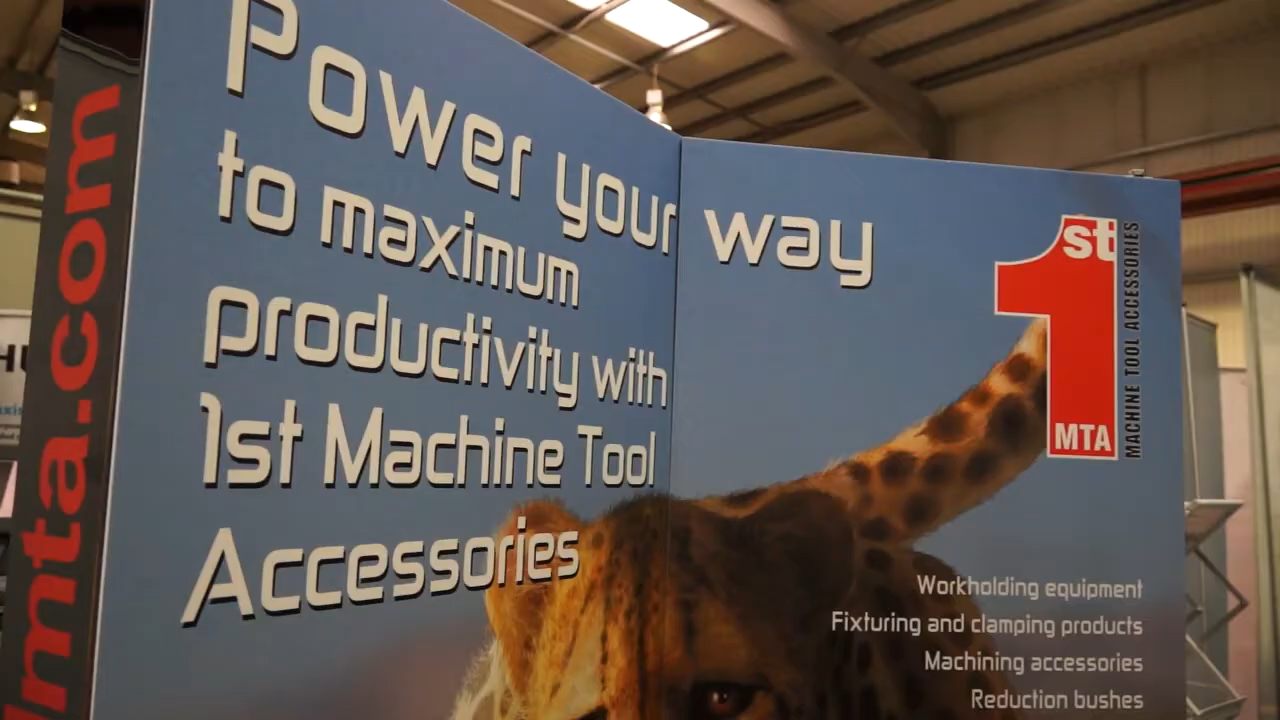 Power your way
to maximum
productivity with
1st Machine Tool
Accessories
1st
MTA
MACHINE TOOL ACCESSORIES
Workholding equipment
Fixturing and clamping products
Machining accessories
Reduction bushes
mta.com